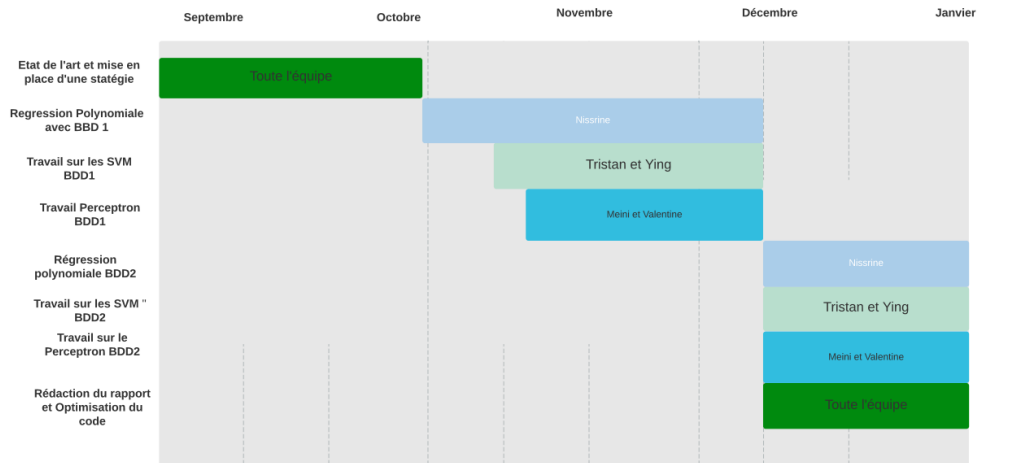 Septembre
Octobre
Novembre
Décembre
Janvier
Etat de l'art et mise en
place d'une statégie
Toute l'équipe
Regression Polynomiale
avec BBD 1
Nissrine
Travail sur les SVM
BDD1
Tristan et Ying
Travail Perceptron
BDD1
Meini et Valentine
Régression
polynomiale BDD2
Nissrine
Travail sur les SVM "
BDD2
Tristan et Ying
Travail sur le
Perceptron BDD2
Meini et Valentine
Rédaction du rapport
et Optimisation du
code
Toute l'équipe